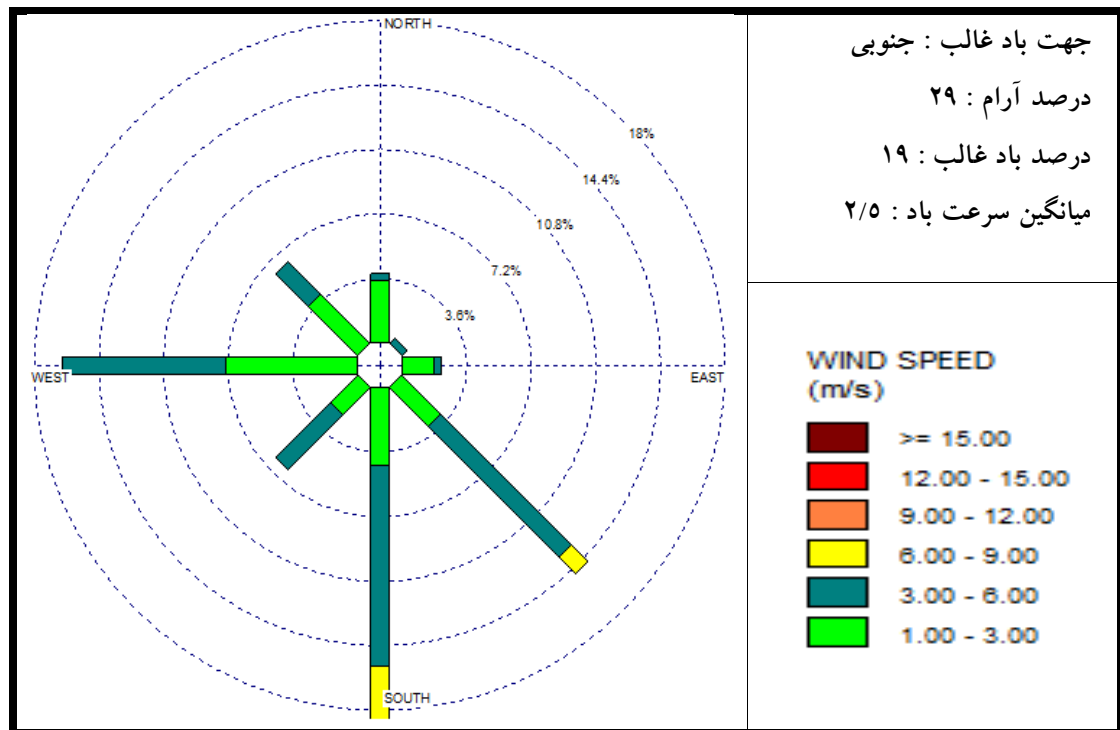 NORTH
18%
14.4%
10.8%
7.2%
3.6%
WEST
EAST
SOUTH
جهت باد غالب : جنوبی
درصد آرام : ۲۹
درصد باد غالب : ۱۹
میانگین سرعت باد : ۲/۵
WIND SPEED
(m/s)
>= 15.00
12.00 - 15.00
9.00 - 12.00
6.00 - 9.00
3.00 - 6.00
1.00 - 3.00